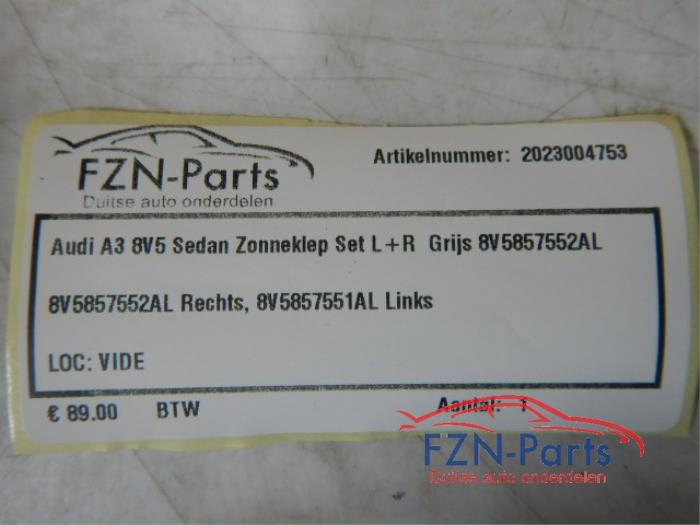 FZN-Parts
Duitse auto onderdelen
Artikelnummer: 2023004753
Audi A3 8V5 Sedan Zonneklep Set L+R Grijs 8V5857552AL
8V5857552AL Rechts, 8V5857551AL Links
LOC: VIDE
€ 89.00 BTW Aantal: 1
FZN-Parts
Duitse auto onderdelen